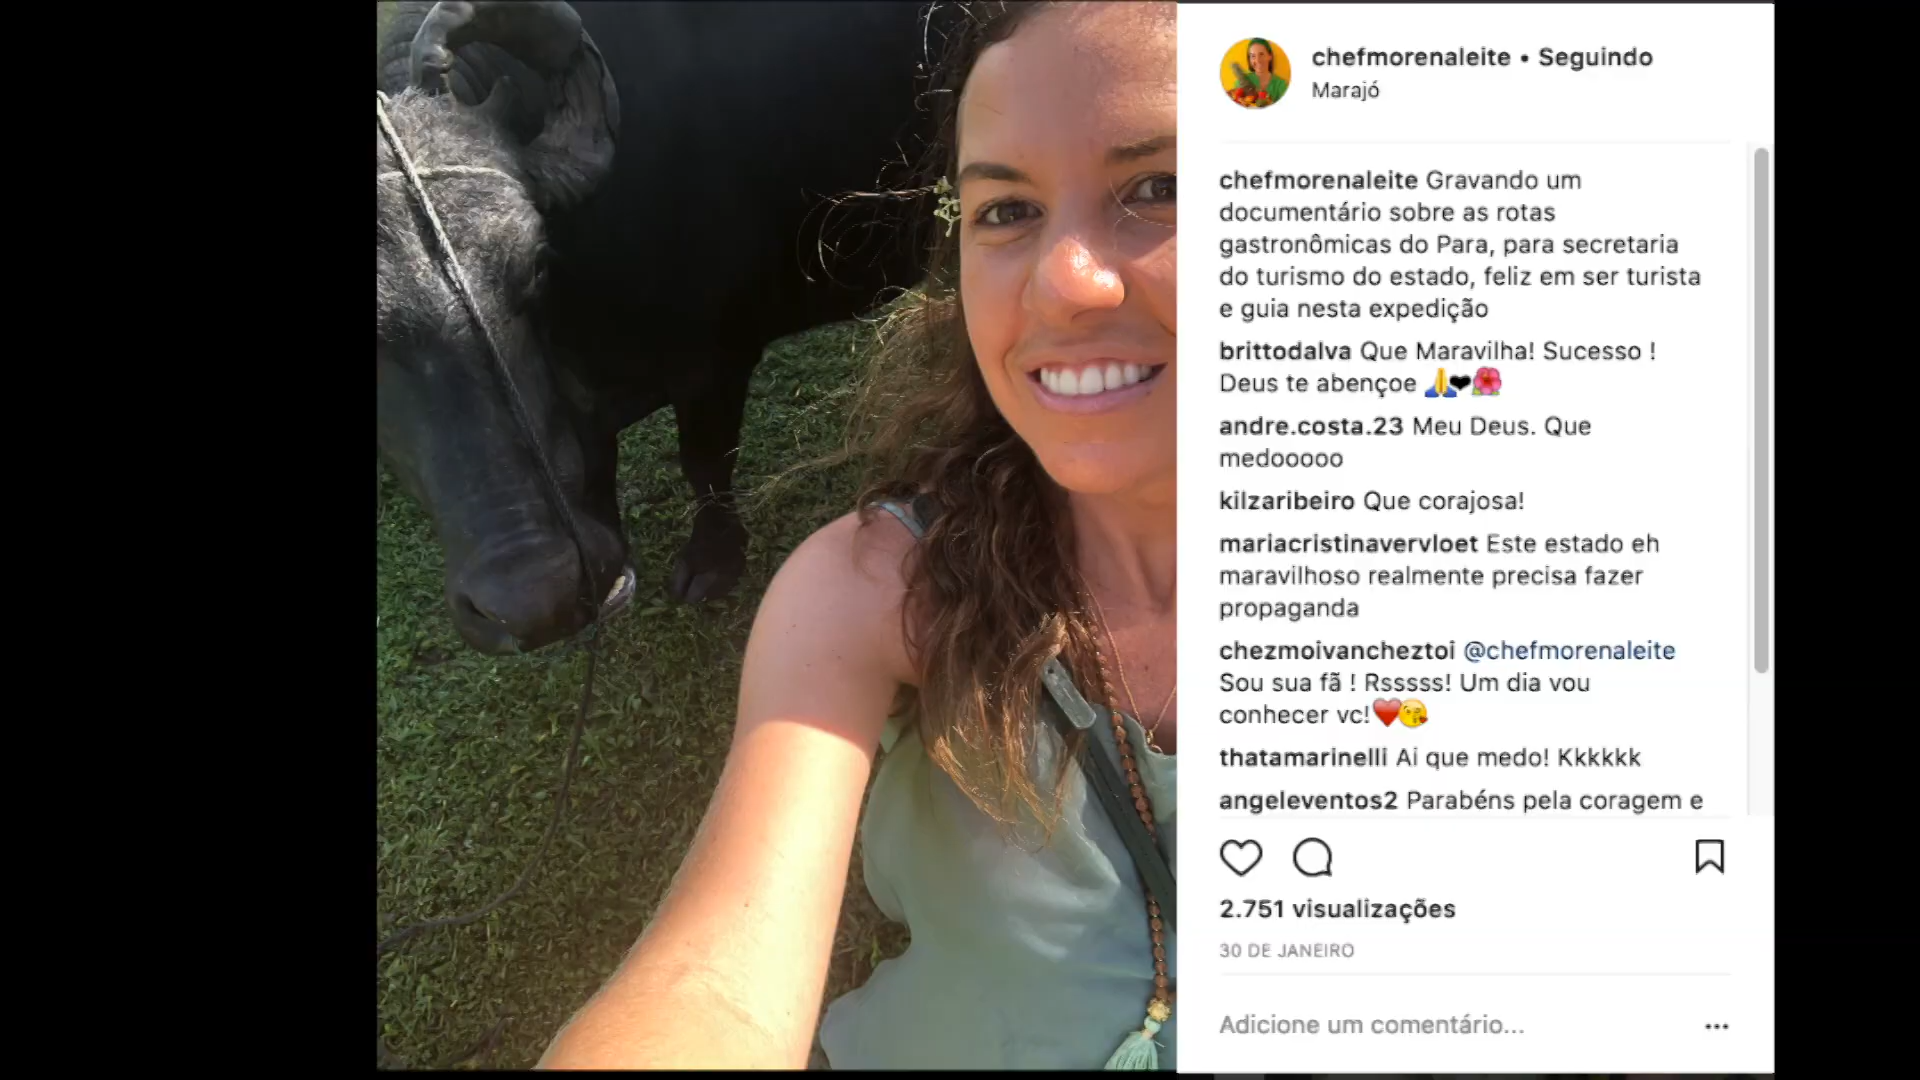 chefmorenaleite • Seguindo
Marajó
chefmorenaleite Gravando um
documentário sobre as rotas
gastronômicas do Para, para secretaria
do turismo do estado, feliz em ser turista
e guia nesta expedição
brittodalva Que Maravilha! Sucesso !
Deus te abençoe 🙏❤🌺
andre.costa.23 Meu Deus. Que
medooooo
kilzaribeiro Que corajosa!
mariacristinavervloet Este estado eh
maravilhoso realmente precisa fazer
propaganda
chezmoivancheztoi @chefmorenaleite
Sou sua fã ! Rsssss! Um dia vou
conhecer vc!❤️😘
thatamarinelli Ai que medo! Kkkkkk
angeleventos2 Parabéns pela coragem e
2.751 visualizações
30 DE JANEIRO
Adicione um comentário...